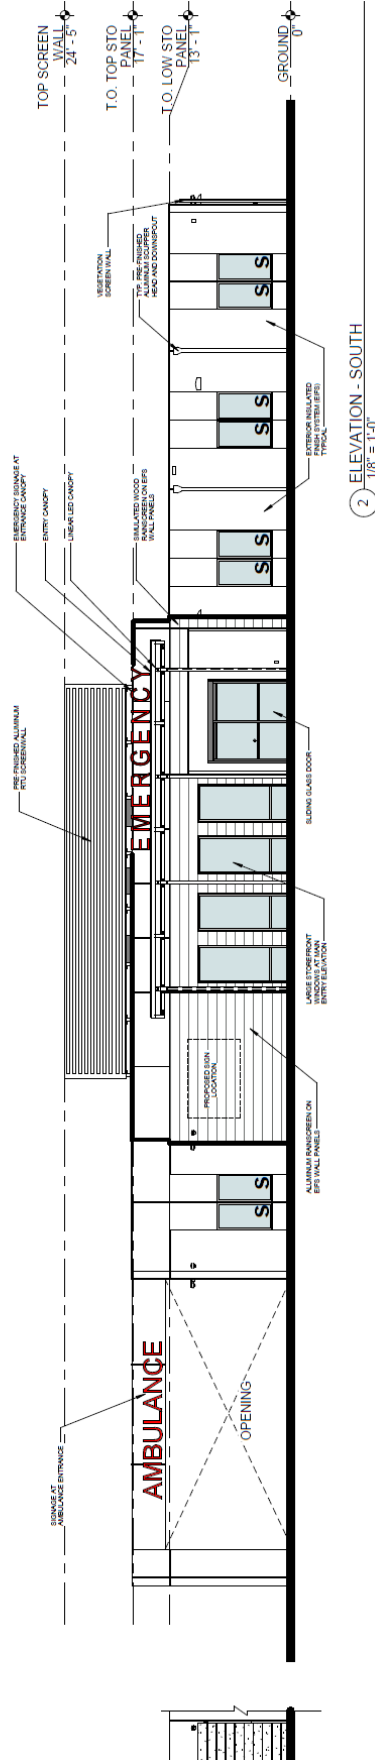 TOP SCREEN
WALL
24' - 5"
T.O. TOP STO
PANEL
17' - 1"
T.O. LOW STO
PANEL
13' - 1"
GROUND
0"
SIGNAGE AT
AMBULANCE ENTRANCE
PRE-FINISHED ALUMINUM
RTU SCREENWALL
EMERGENCY SIGNAGE AT
ENTRANCE CANOPY
ENTRY CANOPY
LINEAR LED CANOPY
SIMULATED WOOD
RAINSCREEN ON EIFS
WALL PANELS
VEGETATION
SCREEN WALL
TYP. PRE-FINISHED
ALUMINUM SCUPPER
HEAD AND DOWNSPOUT
AMBULANCE
EMERGENCY
OPENING
PROPOSED SIGN
LOCATION
S
S
S
S
S
S
S
S
ALUMINUM RAINSCREEN ON
EIFS WALL PANELS
LARGE STOREFRONT
WINDOWS AT MAIN
ENTRY ELEVATION
SLIDING GLASS DOOR
EXTERIOR INSULATED
FINISH SYSTEM (EIFS)
TYPICAL
2
ELEVATION - SOUTH
1/8" = 1'-0"